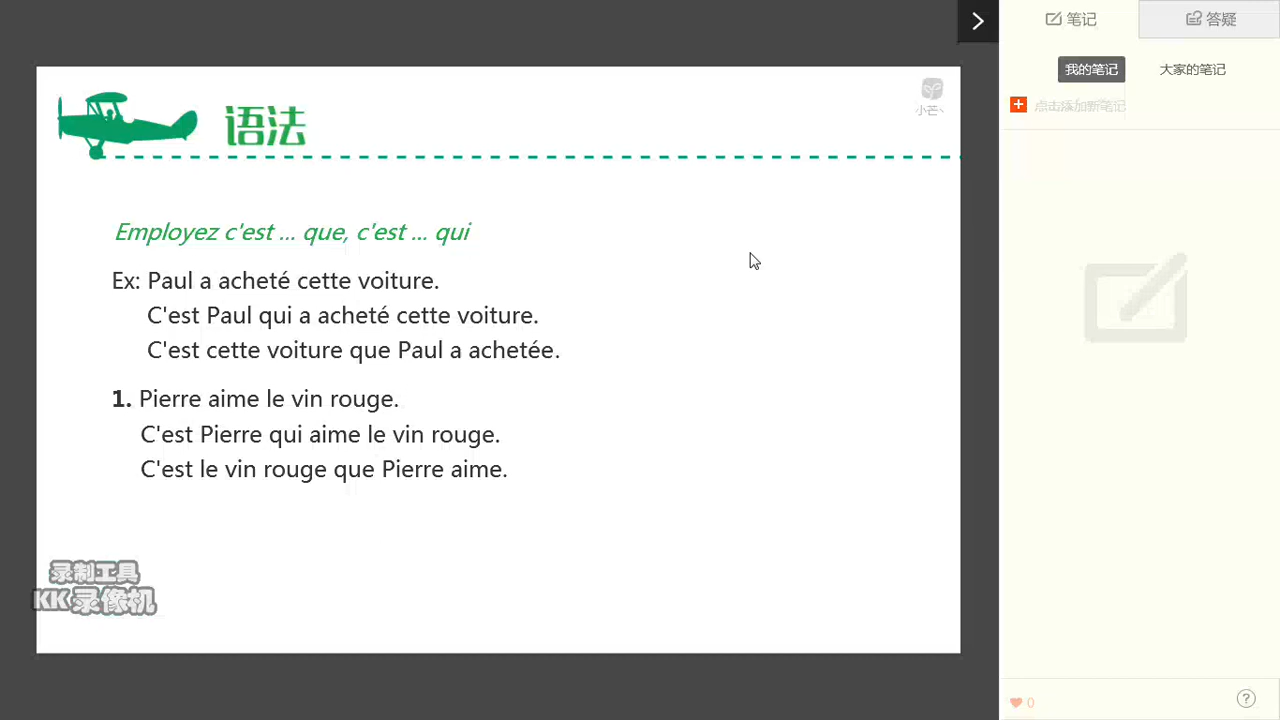 笔记
答疑
我的笔记
大家的笔记
点击添加新笔记
小芒丶
语法
Employez c'est ... que, c'est ... qui
Ex: Paul a acheté cette voiture.
C'est Paul qui a acheté cette voiture.
C'est cette voiture que Paul a achetée.
1. Pierre aime le vin rouge.
C'est Pierre qui aime le vin rouge.
C'est le vin rouge que Pierre aime.
录制工具
KK 录像机
0